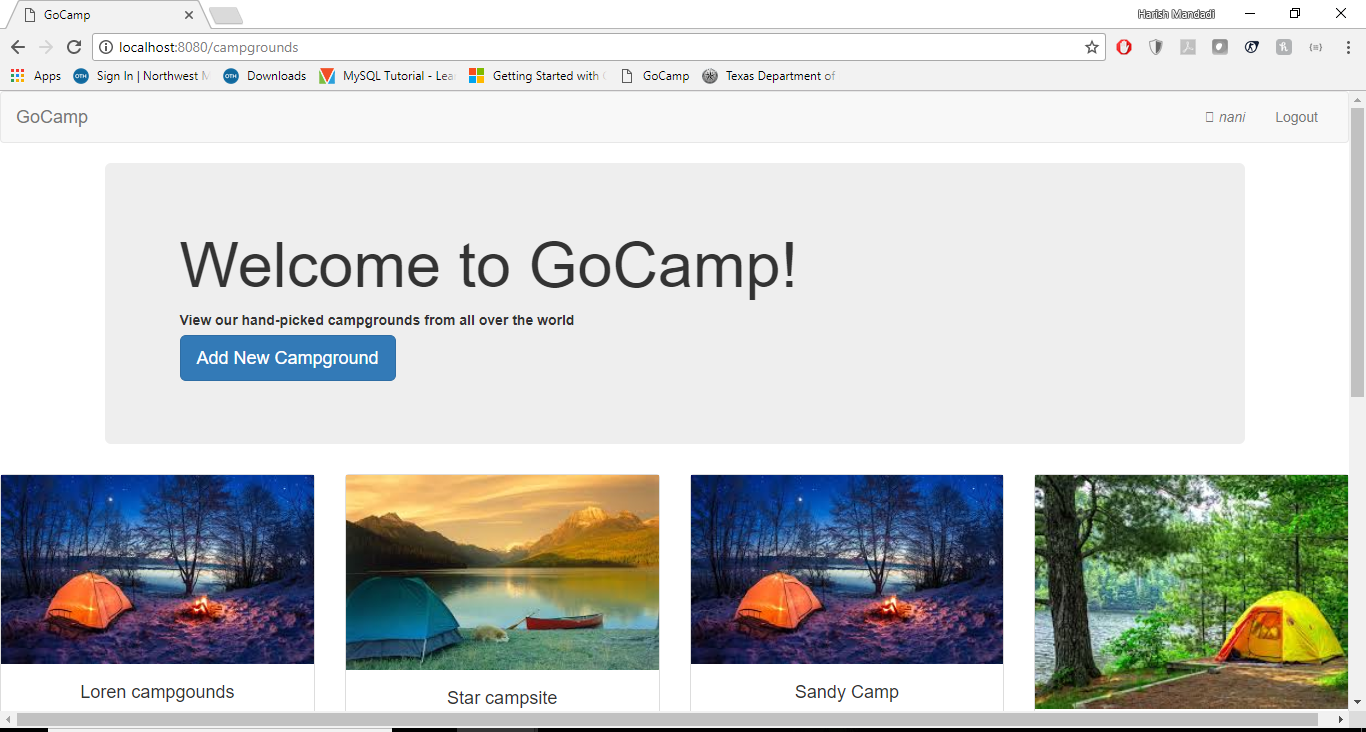 GoCamp
Harish Mandadi
localhost:8080/campgrounds
Apps Sign In | Northwest M Downloads MySQL Tutorial - Lea Getting Started with GoCamp Texas Department of
GoCamp nani Logout
Welcome to GoCamp!
View our hand-picked campgrounds from all over the world
Add New Campground
Loren campgounds
Star campsite
Sandy Camp